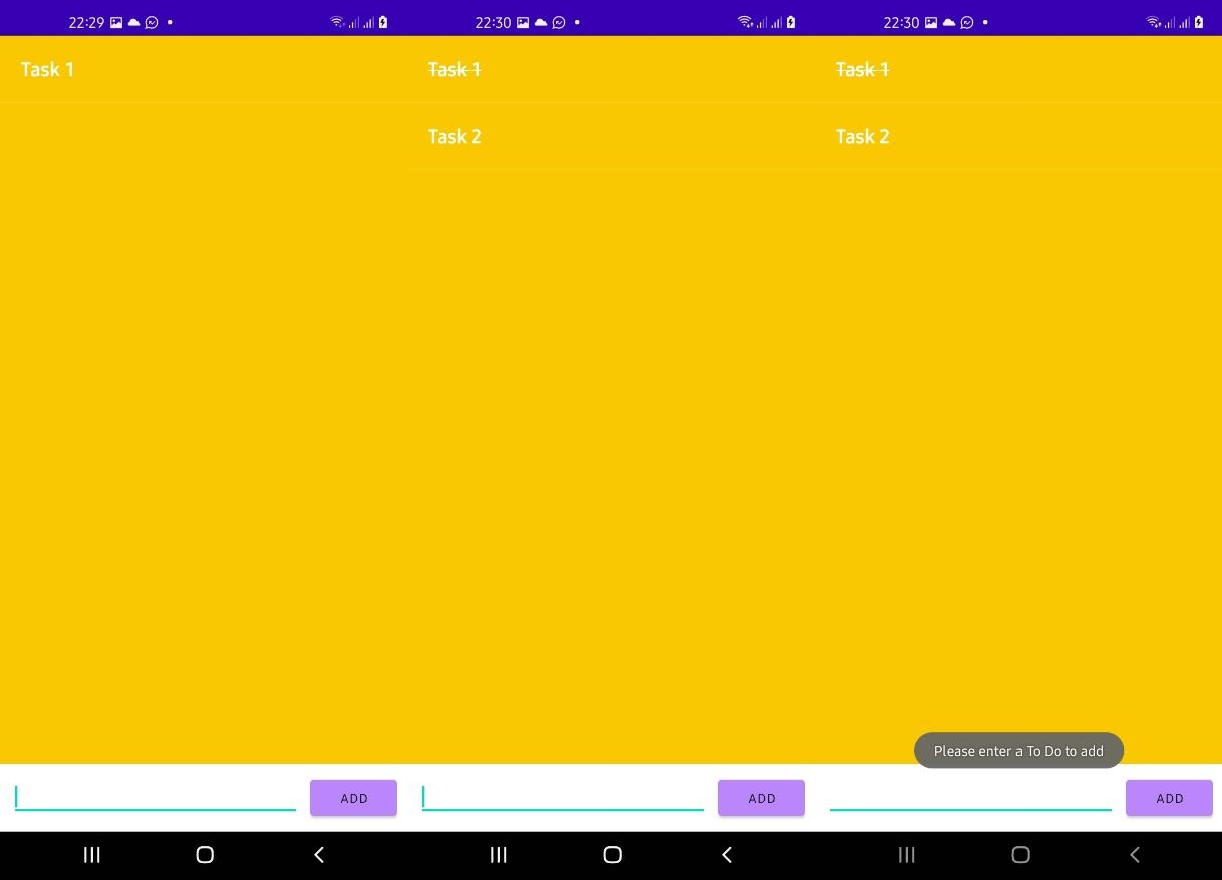 22:29
Task 1
ADD
22:30
Task 1
Task 2
ADD
22:30
Task 1
Task 2
Please enter a To Do to add
ADD